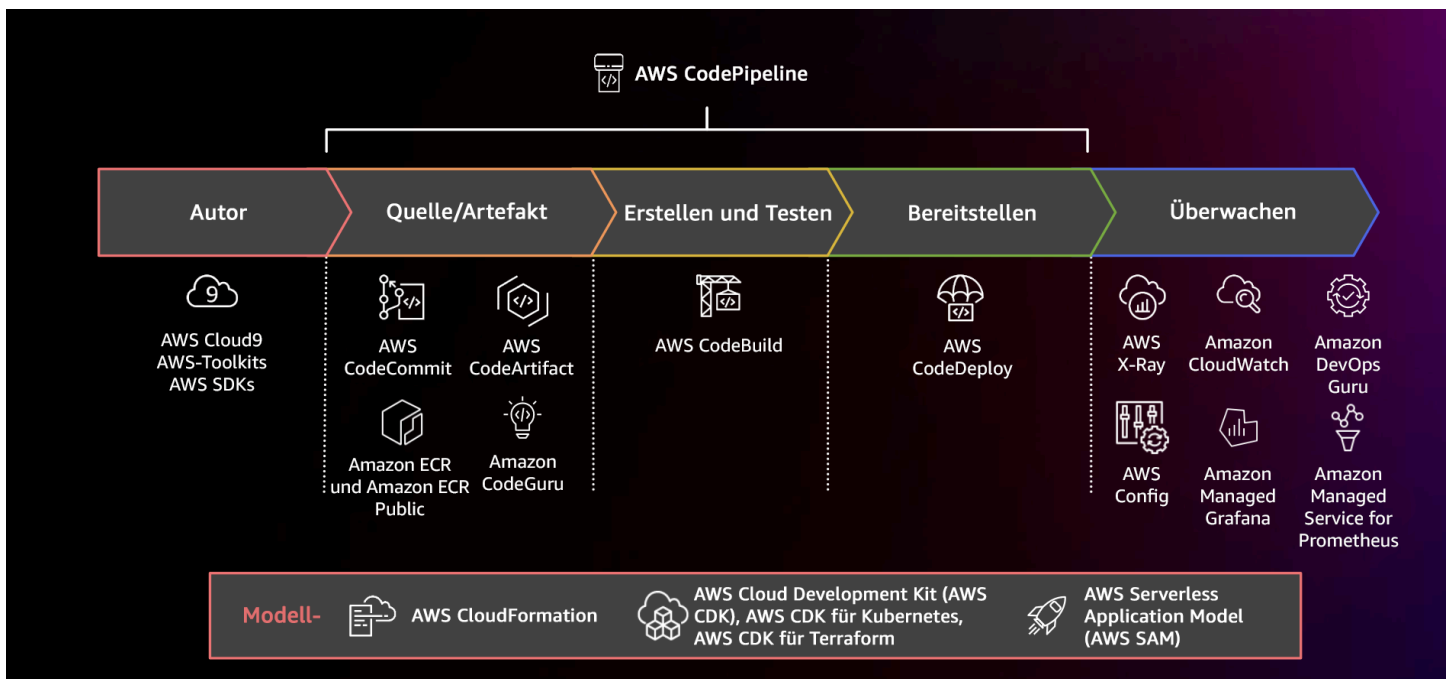 AWS CodePipeline
Autor
Quelle/Artefakt
Erstellen und Testen
Bereitstellen
Überwachen
9
AWS Cloud9
AWS-Toolkits
AWS SDKs
AWS
CodeCommit
AWS
CodeArtifact
Amazon ECR
und Amazon ECR
Public
Amazon
CodeGuru
AWS CodeBuild
AWS
CodeDeploy
AWS
X-Ray
Amazon
CloudWatch
Amazon
DevOps
Guru
AWS
Config
Amazon
Managed
Grafana
Amazon
Managed
Service for
Prometheus
Modell-
AWS CloudFormation
AWS Cloud Development Kit (AWS
CDK), AWS CDK für Kubernetes,
AWS CDK für Terraform
AWS Serverless
Application Model
(AWS SAM)